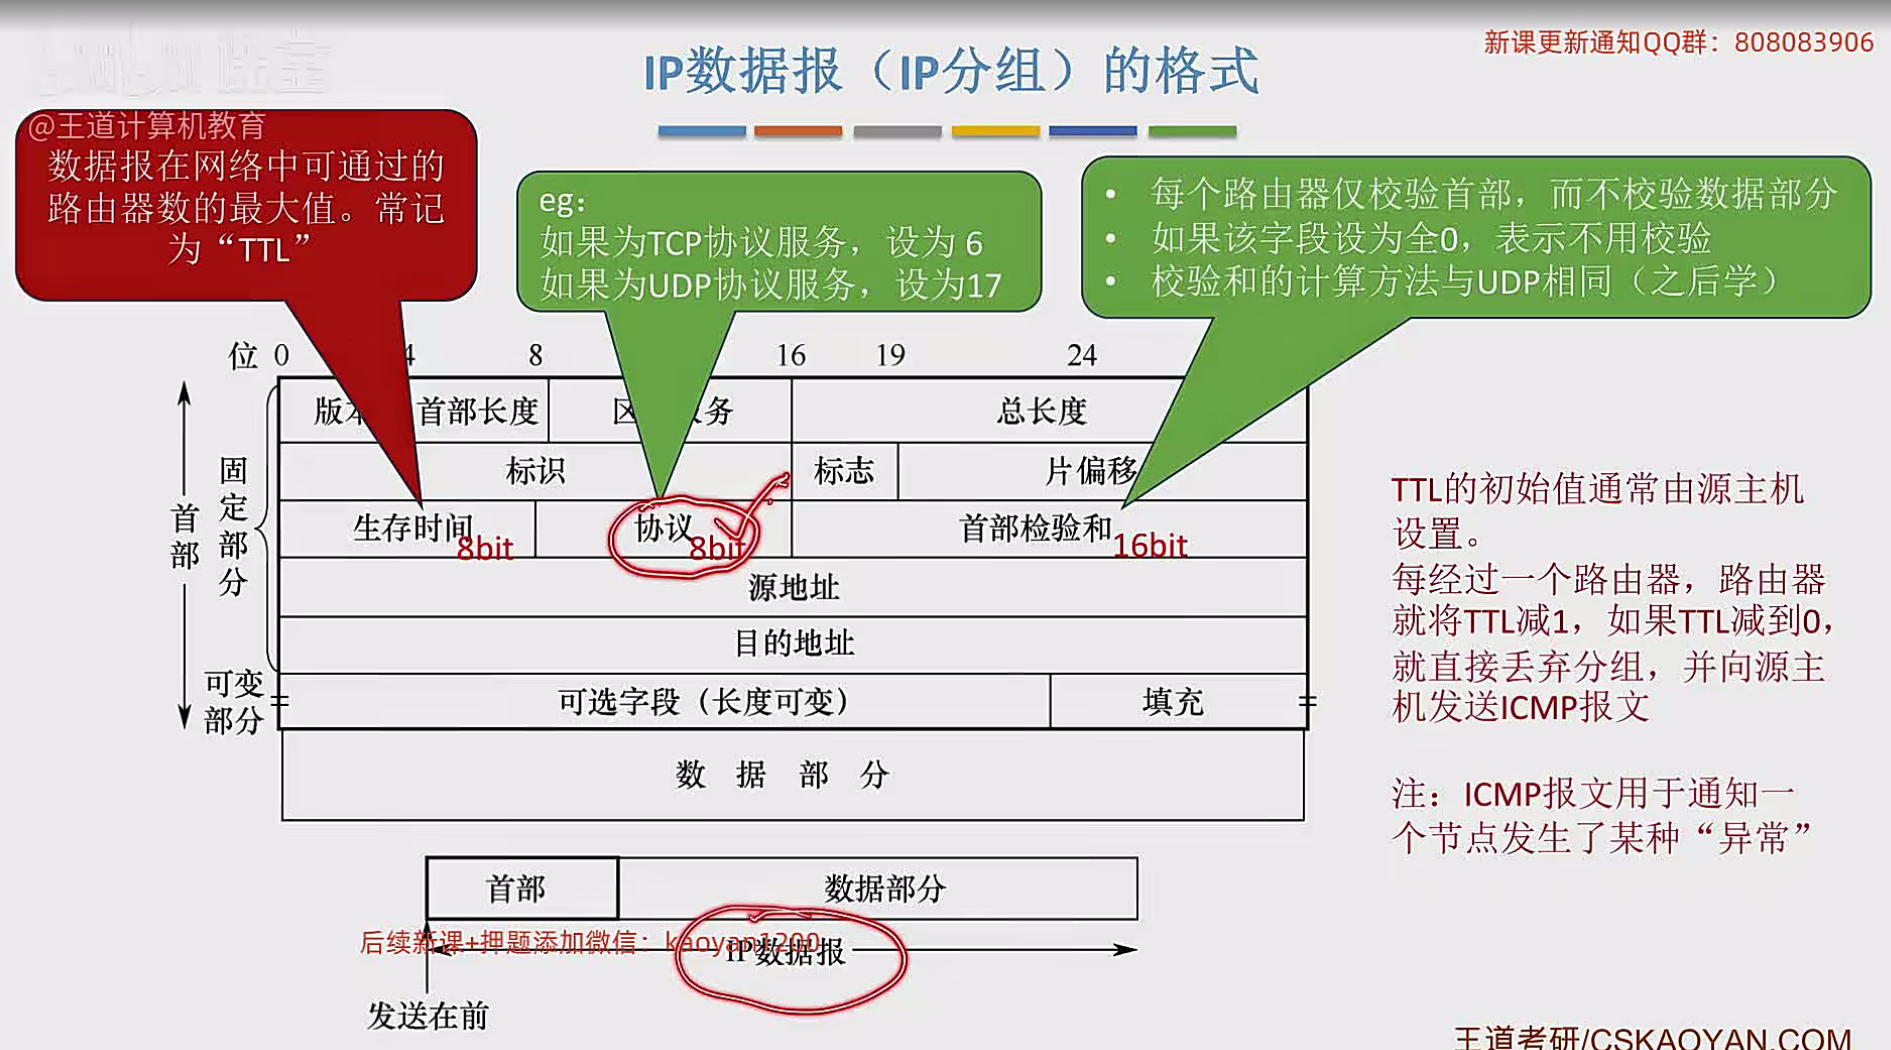 IP数据报（IP分组）的格式
新课更新通知QQ群：808083906
@王道计算机教育
数据报在网络中可通过的
路由器数的最大值。常记
为“TTL”
eg：
如果为TCP协议服务，设为 6
如果为UDP协议服务，设为17
• 每个路由器仅校验首部，而不校验数据部分
• 如果该字段设为全0，表示不用校验
• 校验和的计算方法与UDP相同（之后学）
位 0 4 8 16 19 24
版本 首部长度 区 务 总长度
标识 标志 片偏移
生存时间 8bit 协议 8bit 首部检验和 16bit
源地址
目的地址
可选字段（长度可变） 填充
数 据 部 分
首部
固定部分
可变
部分
TTL的初始值通常由源主机
设置。
每经过一个路由器，路由器
就将TTL减1，如果TTL减到0，
就直接丢弃分组，并向源主
机发送ICMP报文
注：ICMP报文用于通知一
个节点发生了某种“异常”
首部 数据部分
后续新课+押题添加微信：kaoyan1200
IP数据报
发送在前
王道考研/CSKAOYAN.COM